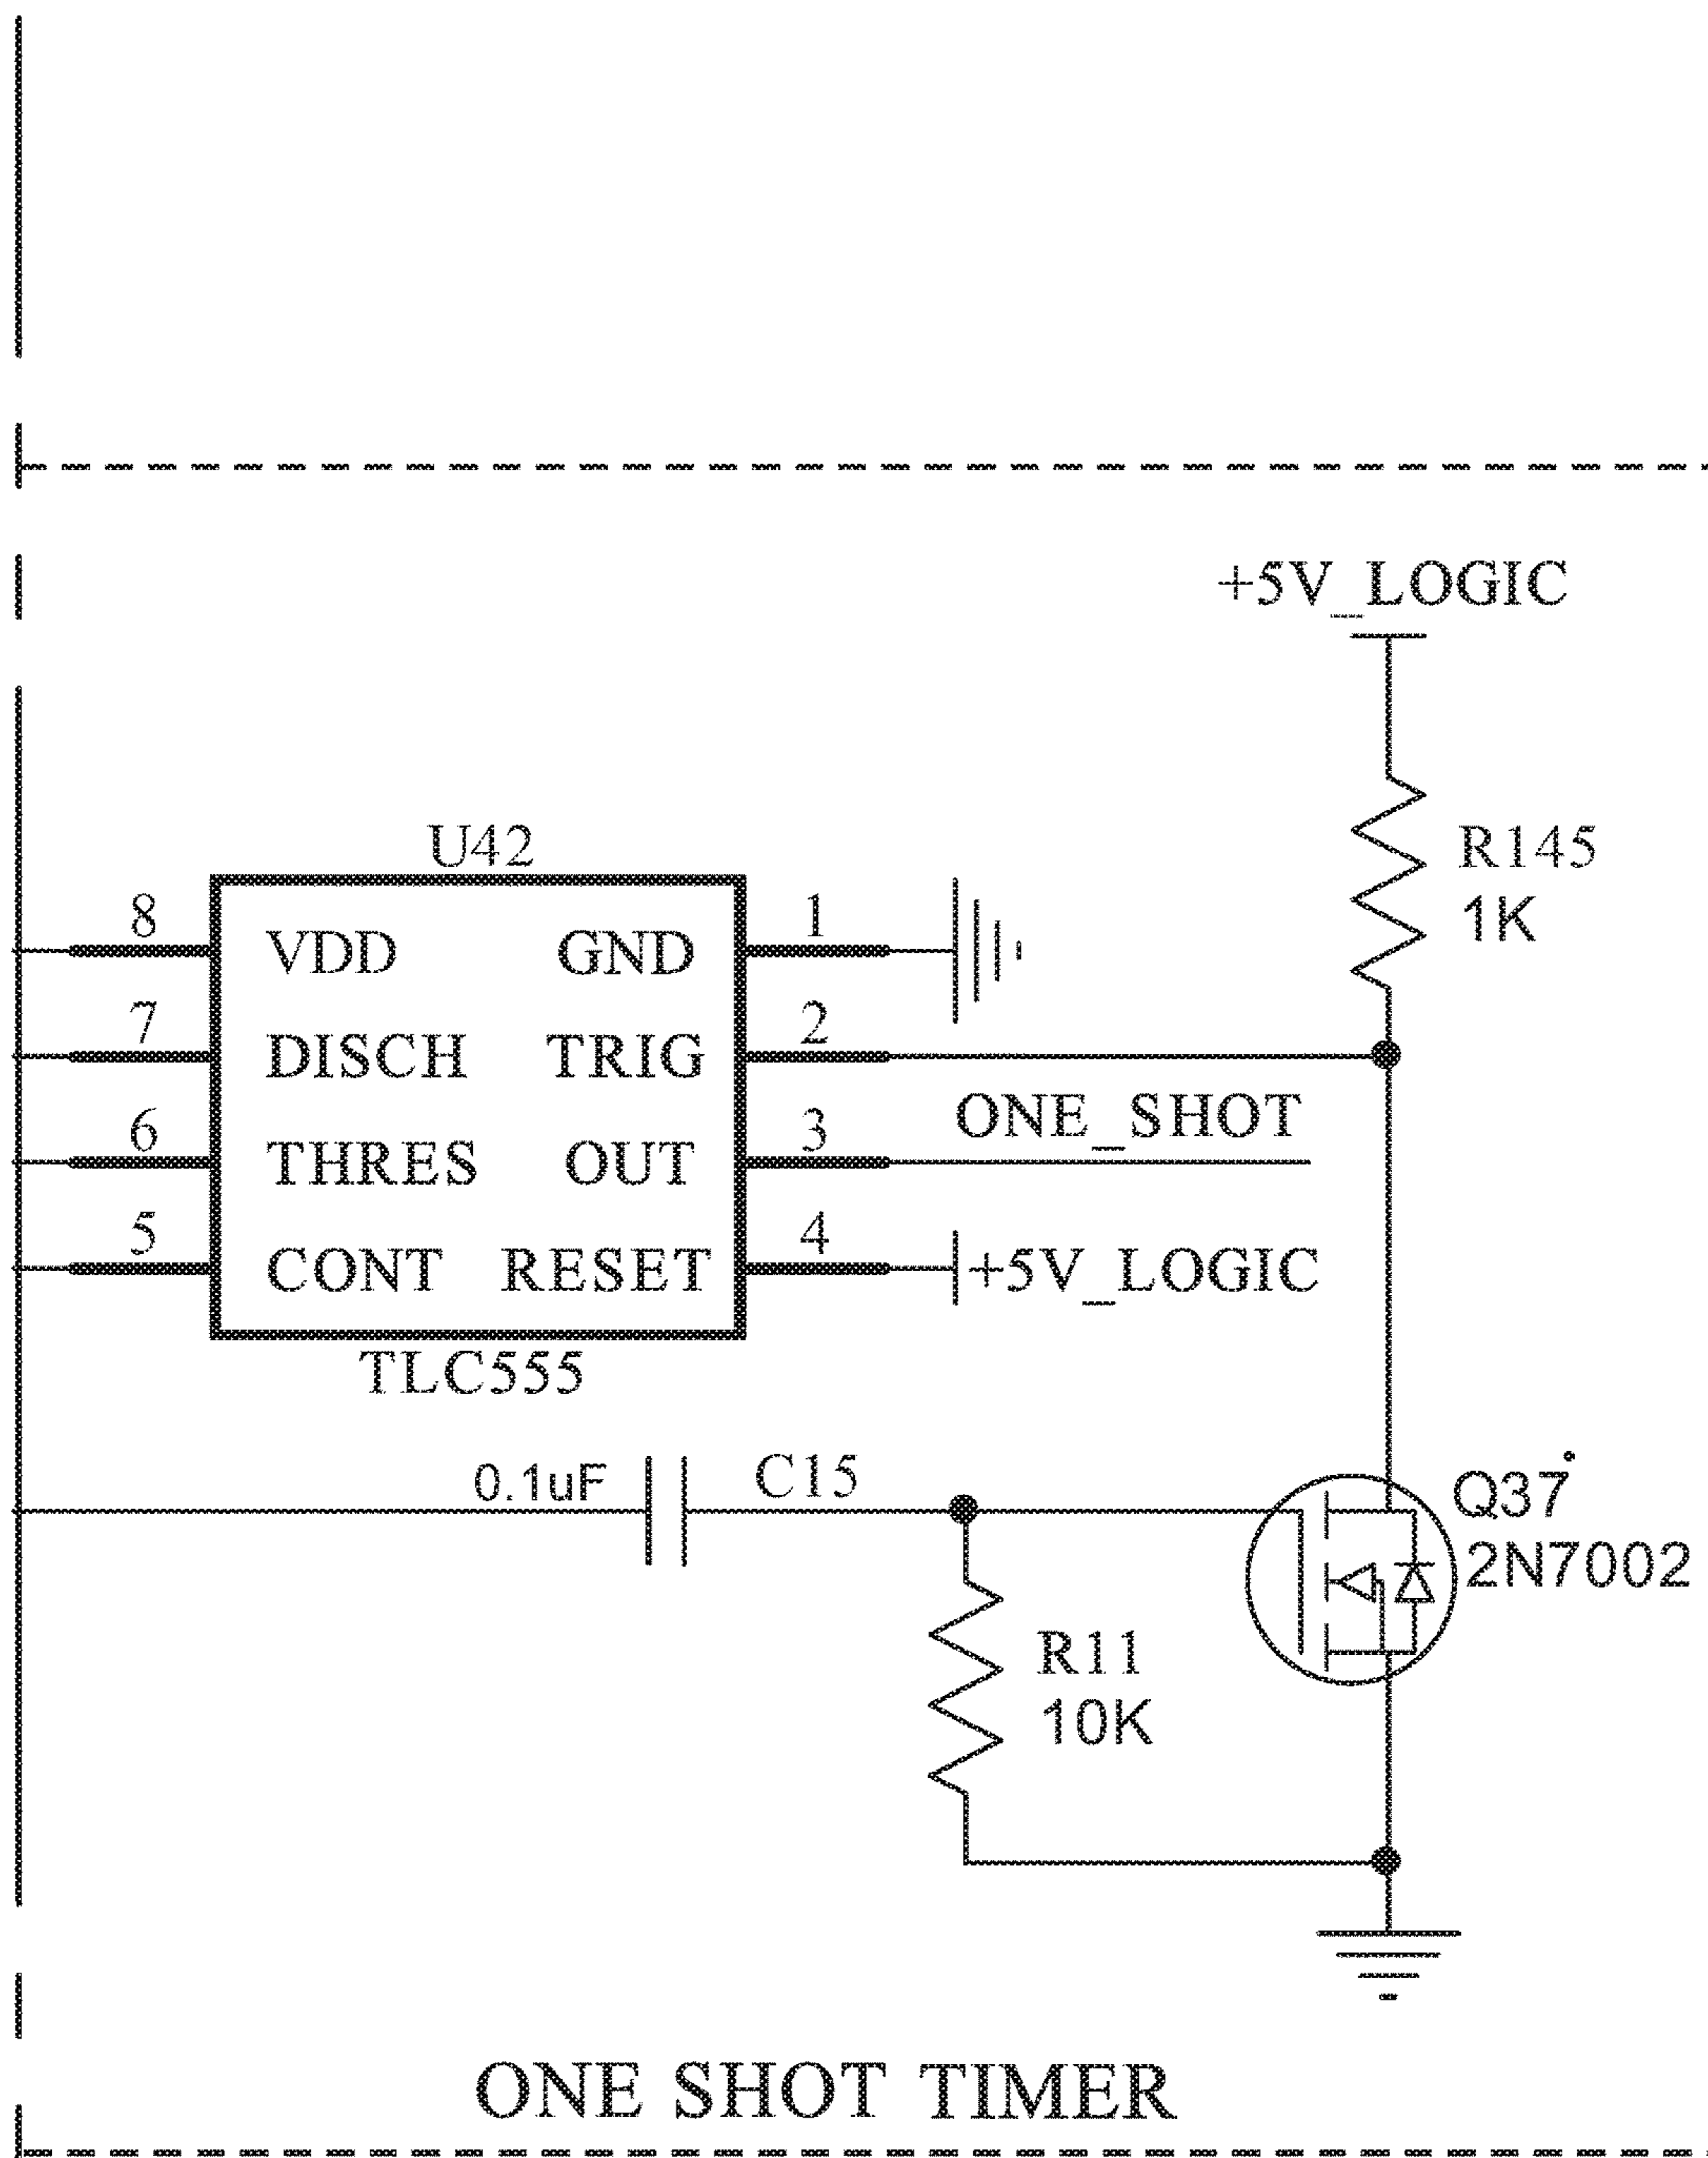 +5V_LOGIC
R145
1K
U42
8 VDD GND 1
7 DISCH TRIG 2
ONE_SHOT
6 THRES OUT 3
5 CONT RESET 4 +5V_LOGIC
TLC555
0.1uF C15
Q37
2N7002
R11
10K
ONE SHOT TIMER